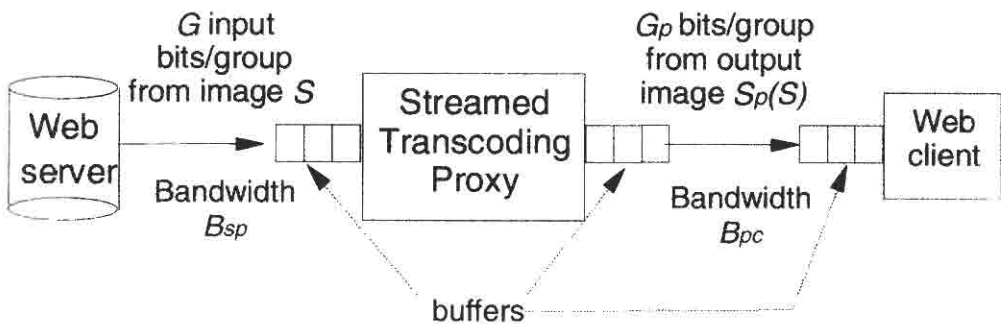 G input
bits/group
from image S
Gp bits/group
from output
image Sp(S)
Web
server
Streamed
Transcoding
Proxy
Web
client
Bandwidth
Bsp
Bandwidth
Bpc
buffers